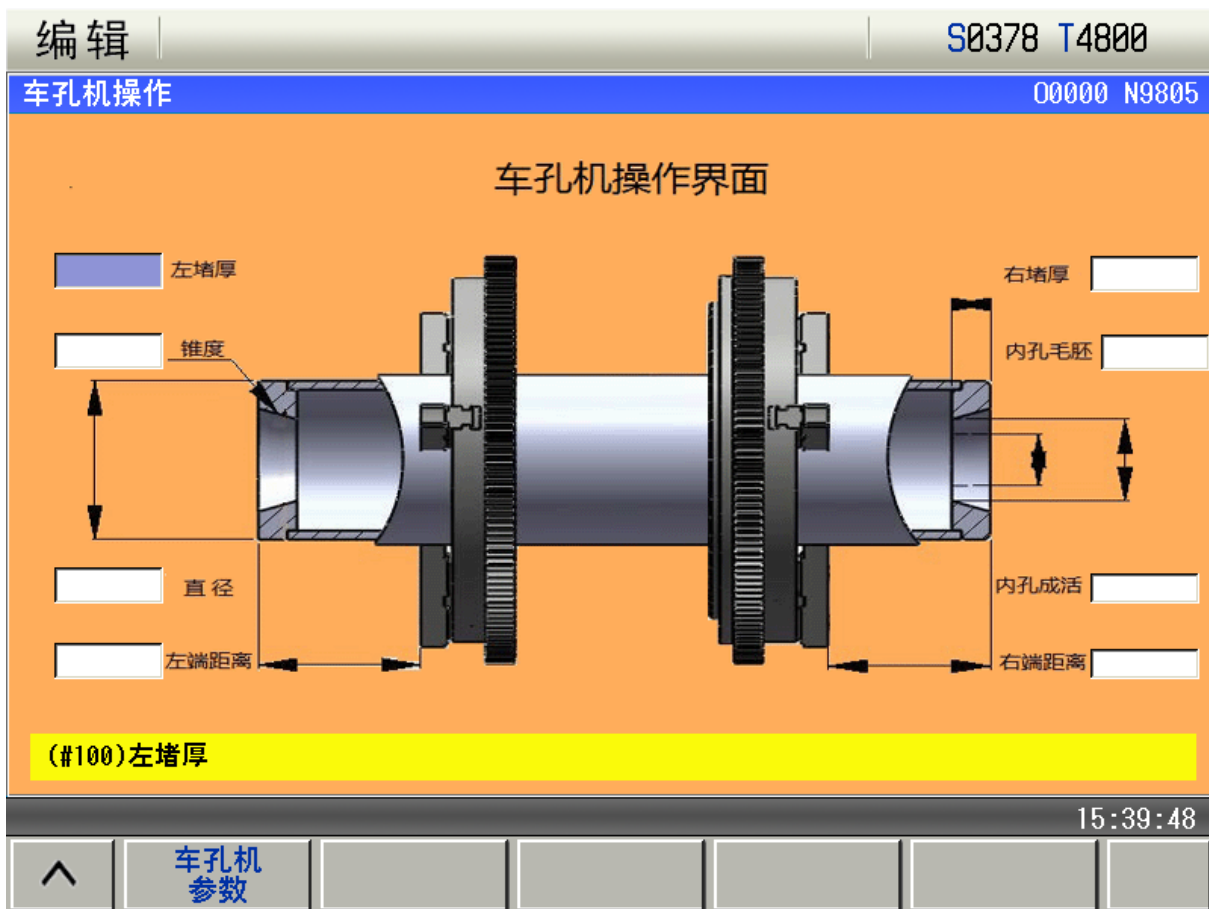 编辑 S0378 T4800
车孔机操作 O0000 N9805
车孔机操作界面
左堵厚 右堵厚
锥度 内孔毛胚
直径 内孔成活
左端距离 右端距离
(#100)左堵厚
15:39:48
车孔机
参数